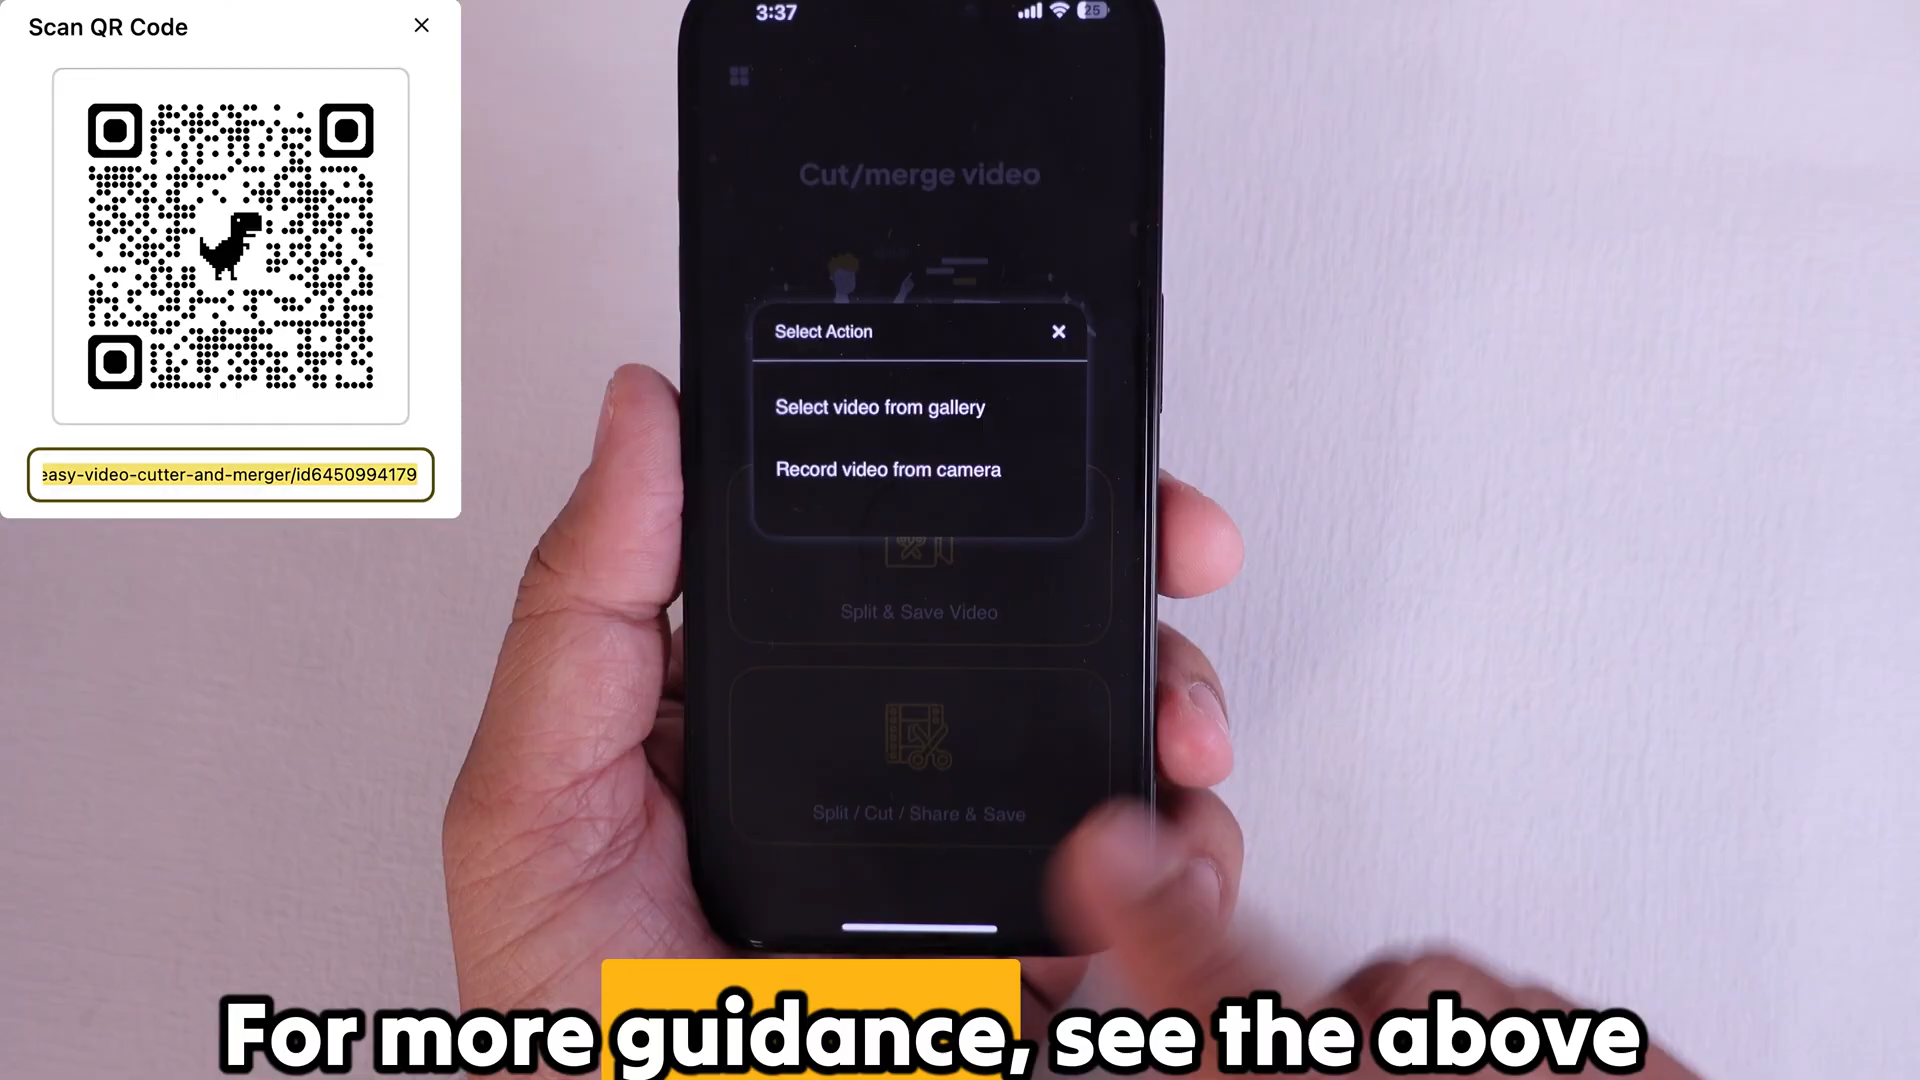 Scan QR Code
easy-video-cutter-and-merger/id6450994179
3:37
25
Cut/merge video
Select Action
Select video from gallery
Record video from camera
Split & Save Video
Split / Cut / Share & Save
For more guidance, see the above